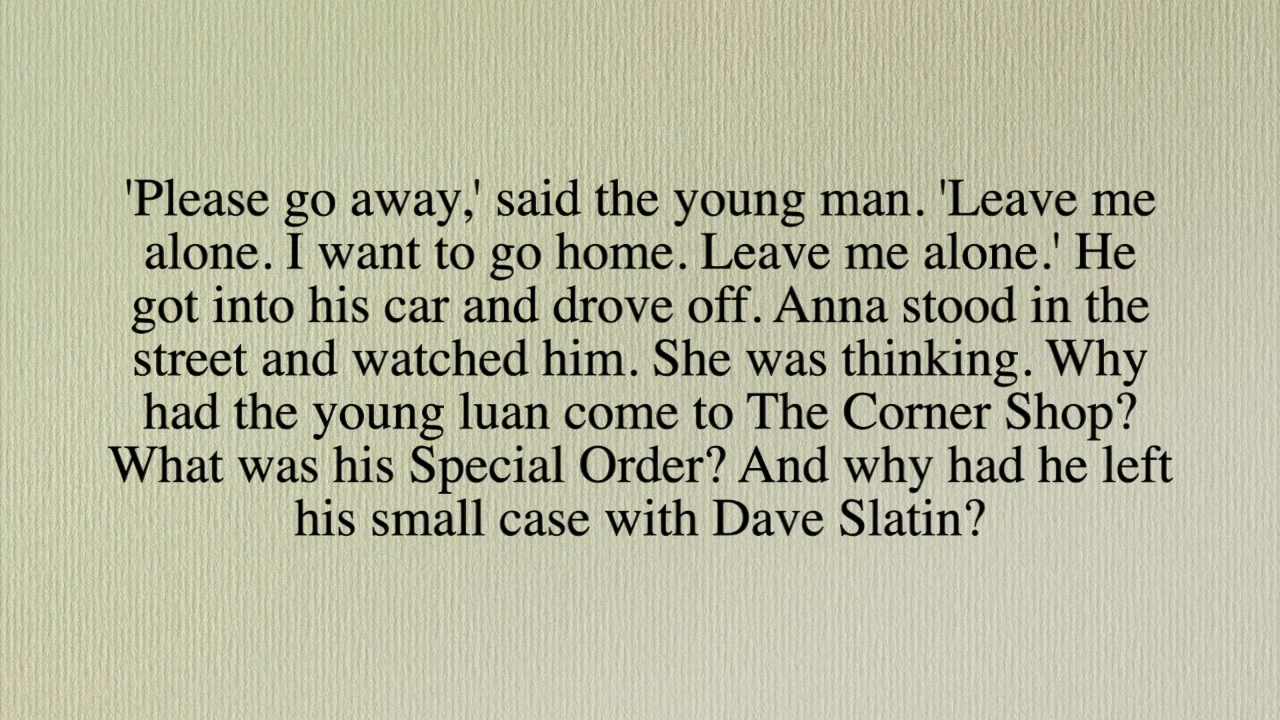 'Please go away,' said the young man. 'Leave me
alone. I want to go home. Leave me alone.' He
got into his car and drove off. Anna stood in the
street and watched him. She was thinking. Why
had the young luan come to The Corner Shop?
What was his Special Order? And why had he left
his small case with Dave Slatin?